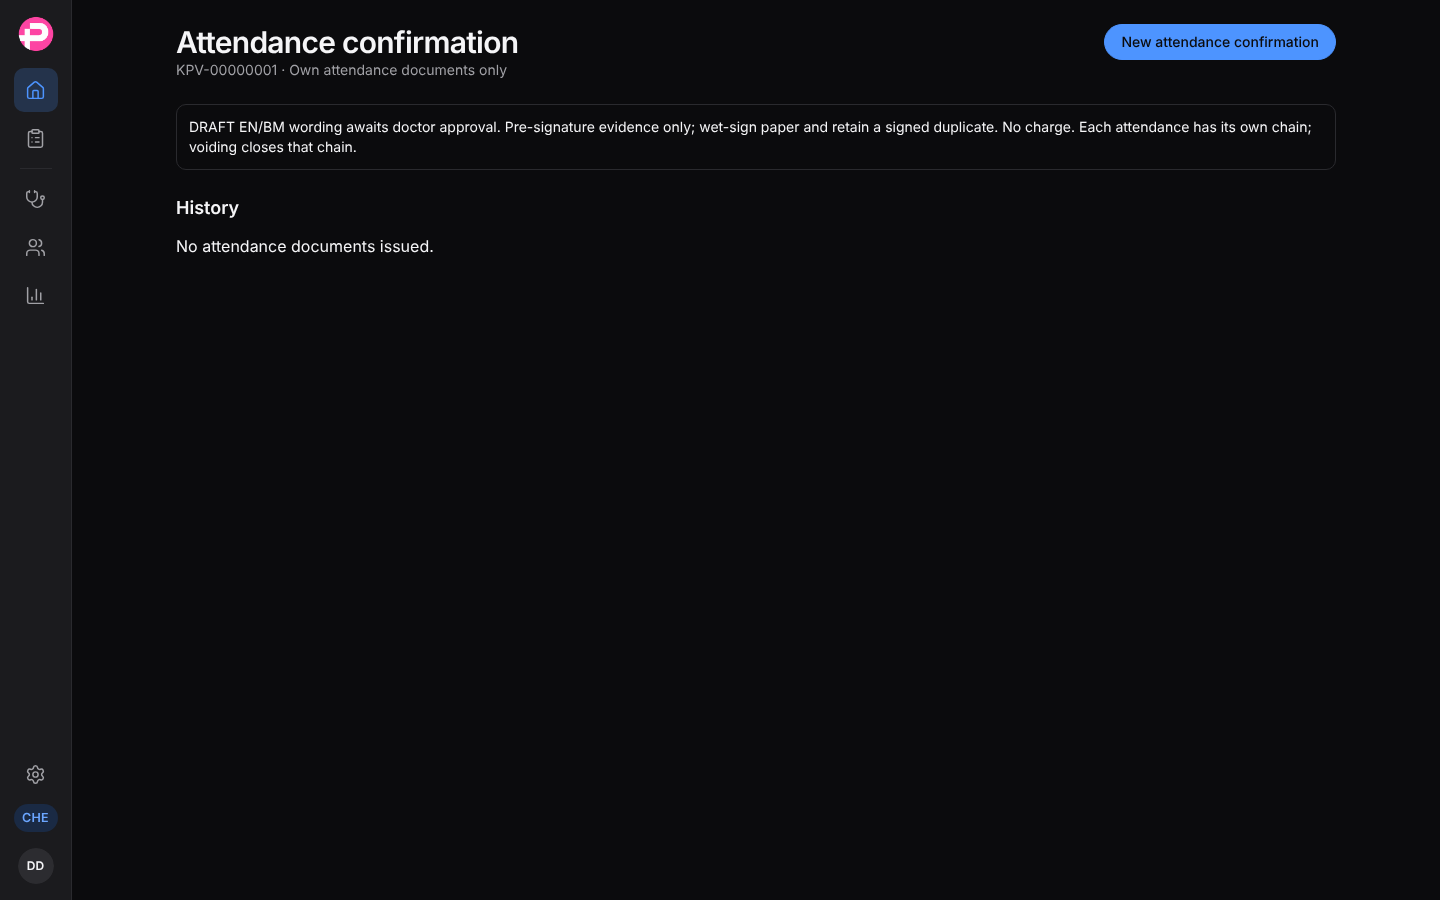 Attendance confirmation
New attendance confirmation
KPV-00000001 · Own attendance documents only
DRAFT EN/BM wording awaits doctor approval. Pre-signature evidence only; wet-sign paper and retain a signed duplicate. No charge. Each attendance has its own chain;
voiding closes that chain.
History
No attendance documents issued.
CHE
DD